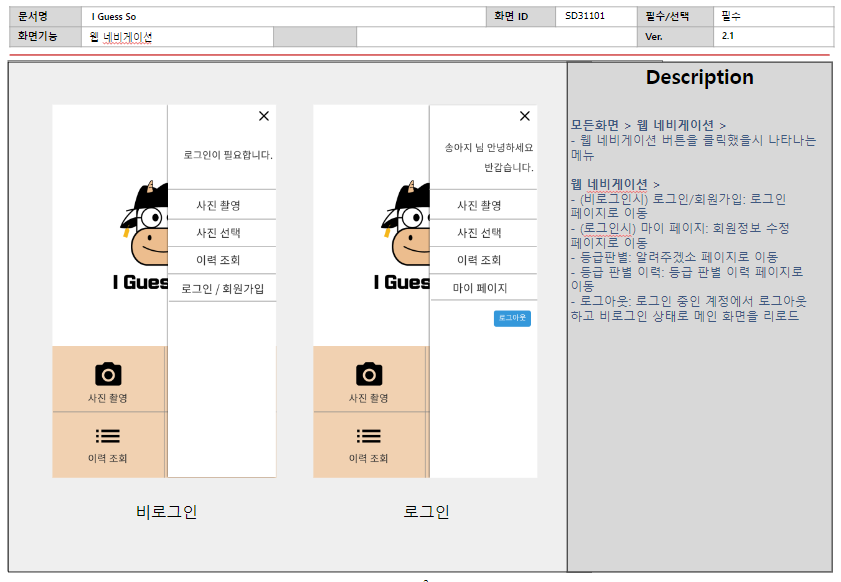 문서명 I Guess So 화면 ID SD31101 필수/선택 필수
화면기능 웹 네비게이션 Ver. 2.1
Description
모든화면 > 웹 네비게이션 >
- 웹 네비게이션 버튼을 클릭했을시 나타나는
메뉴
웹 네비게이션 >
- (비로그인시) 로그인/회원가입: 로그인
페이지로 이동
- (로그인시) 마이 페이지: 회원정보 수정
페이지로 이동
- 등급판별: 알려주겠소 페이지로 이동
- 등급 판별 이력: 등급 판별 이력 페이지로
이동
- 로그아웃: 로그인 중인 계정에서 로그아웃
하고 비로그인 상태로 메인 화면을 리로드
로그인이 필요합니다.
사진 촬영
사진 선택
이력 조회
로그인 / 회원가입
I Gues
사진 촬영
이력 조회
비로그인
송아지 님 안녕하세요
반갑습니다.
사진 촬영
사진 선택
이력 조회
마이 페이지
로그아웃
I Gues
사진 촬영
이력 조회
로그인